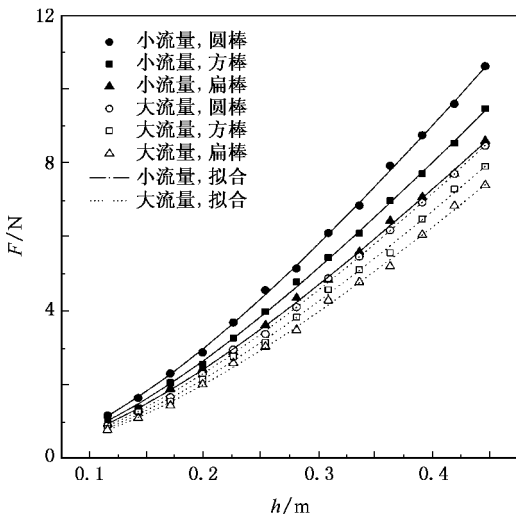 12
小流量, 圆棒
小流量, 方棒
小流量, 扁棒
大流量, 圆棒
大流量, 方棒
大流量, 扁棒
小流量, 拟合
大流量, 拟合
8
F/N
4
0
0.1
0.2
0.3
0.4
h/m